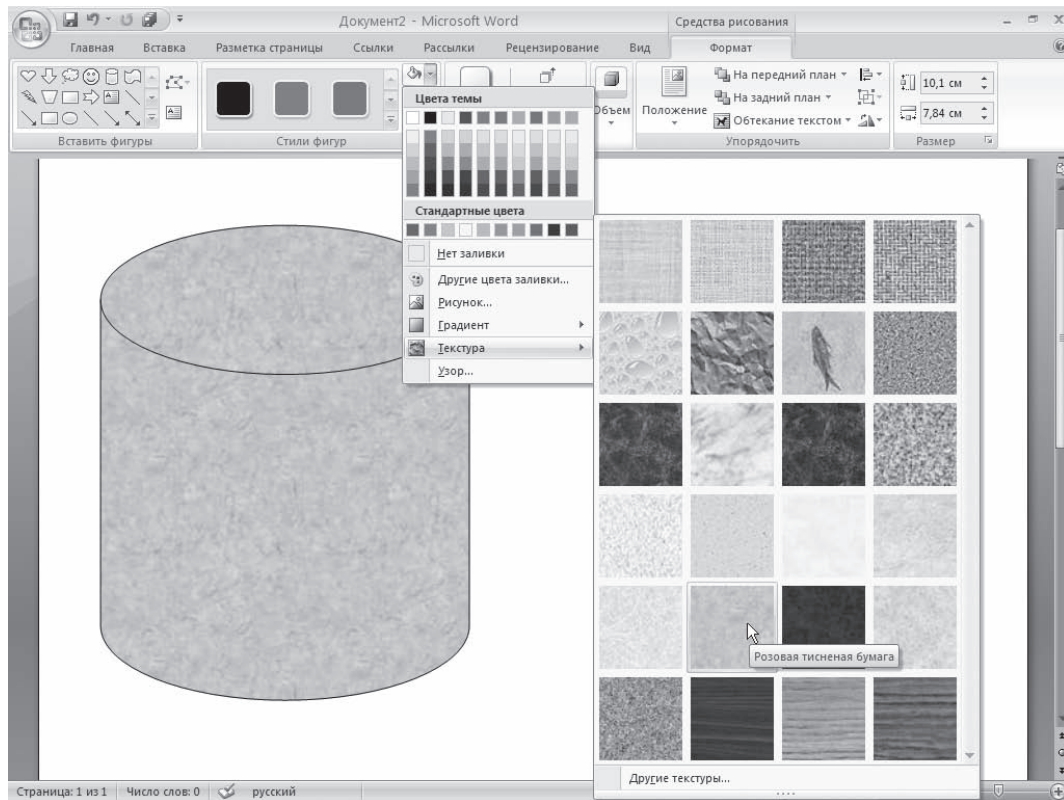 Документ2 - Microsoft Word
Средства рисования
Главная
Вставка
Разметка страницы
Ссылки
Рассылки
Рецензирование
Вид
Формат
Вставить фигуры
Стили фигур
Объем
Положение
На передний план
На задний план
Обтекание текстом
Упорядочить
10,1 см
7,84 см
Размер
Цвета темы
Стандартные цвета
Нет заливки
Другие цвета заливки...
Рисунок...
Градиент
Текстура
Узор...
Розовая тисненая бумага
Другие текстуры...
Страница: 1 из 1
Число слов: 0
русский